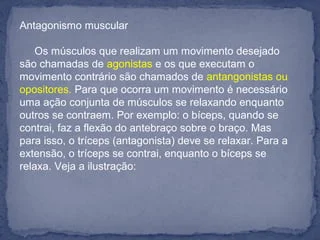 Antagonismo muscular
Os músculos que realizam um movimento desejado
são chamadas de agonistas e os que executam o
movimento contrário são chamados de antangonistas ou
opositores. Para que ocorra um movimento é necessário
uma ação conjunta de músculos se relaxando enquanto
outros se contraem. Por exemplo: o bíceps, quando se
contrai, faz a flexão do antebraço sobre o braço. Mas
para isso, o tríceps (antagonista) deve se relaxar. Para a
extensão, o tríceps se contrai, enquanto o bíceps se
relaxa. Veja a ilustração: